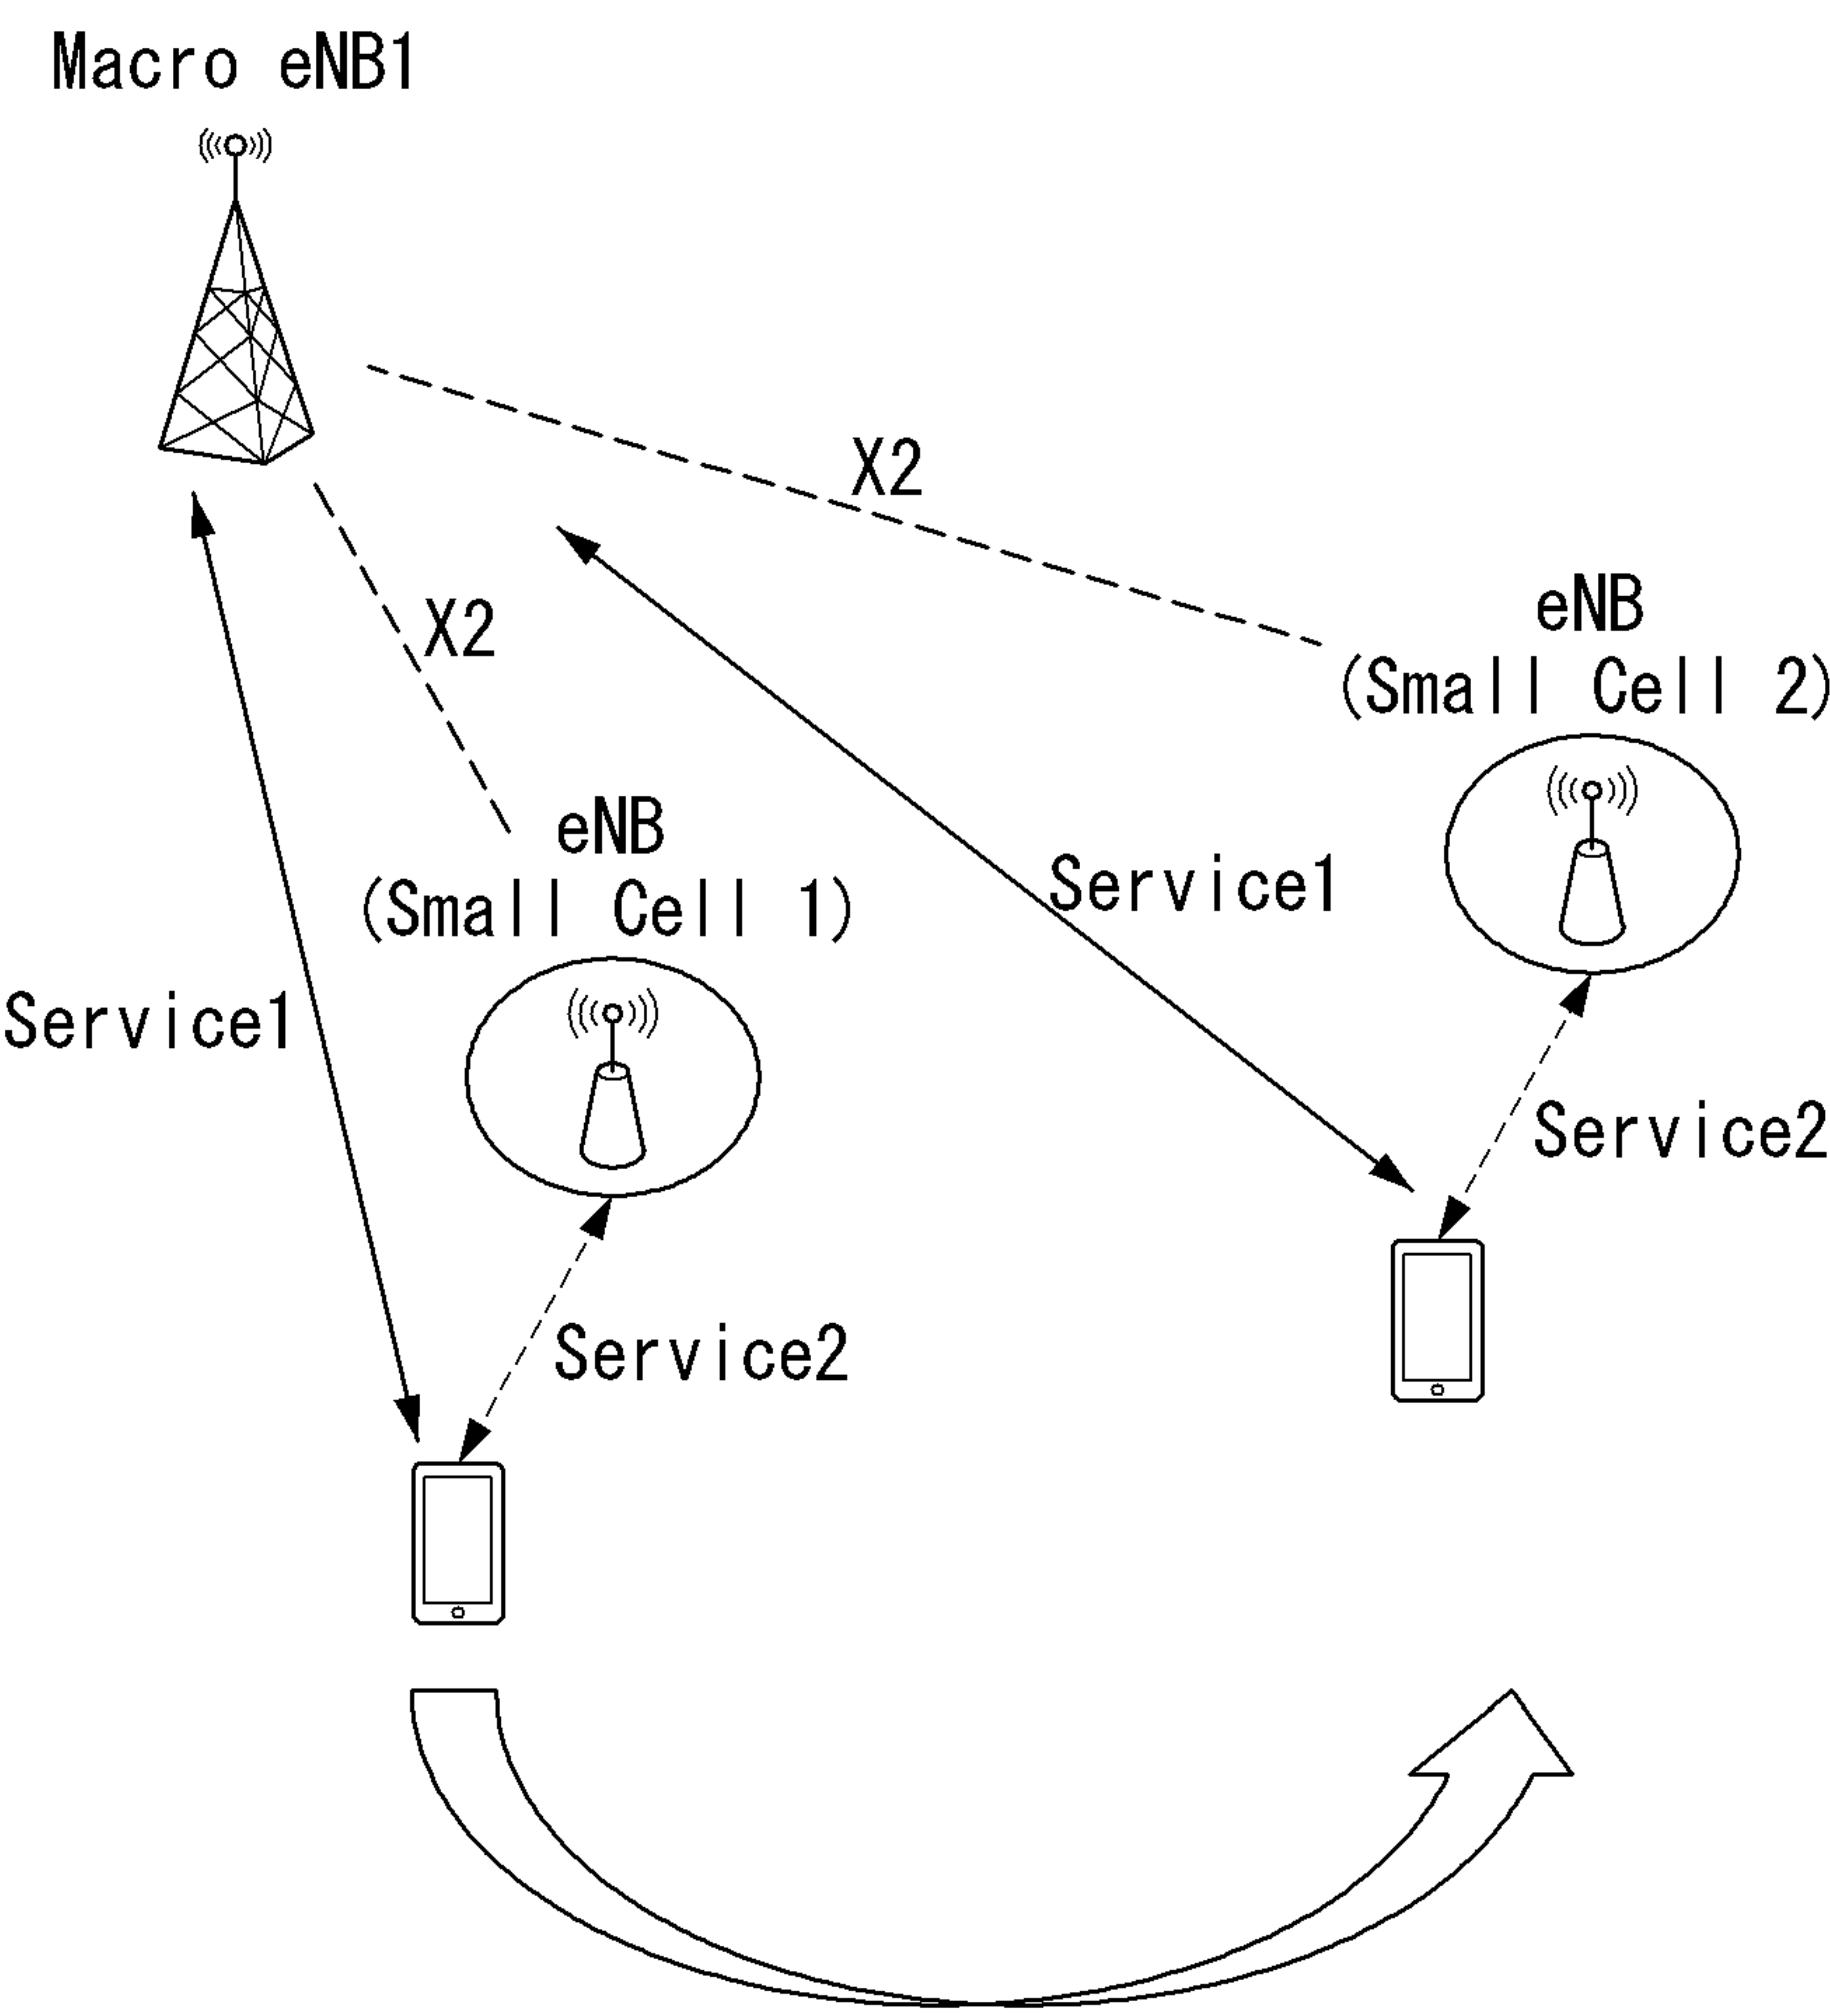 Macro eNB1
X2
X2
eNB
(Small Cell 2)
eNB
(Small Cell 1)
Service1
Service1
Service2
Service2